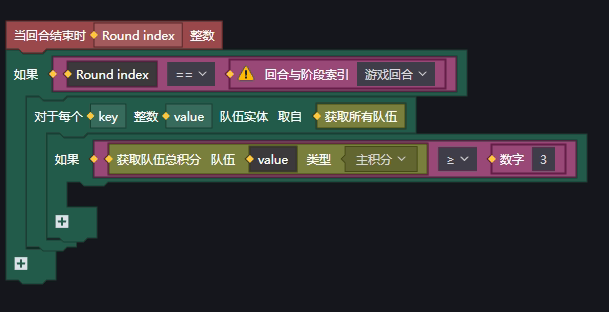 当回合结束时 Round index 整数
如果 Round index == 回合与阶段索引 游戏回合
对于每个 key 整数 value 队伍实体 取自 获取所有队伍
如果 获取队伍总积分 队伍 value 类型 主积分 ≥ 数字 3